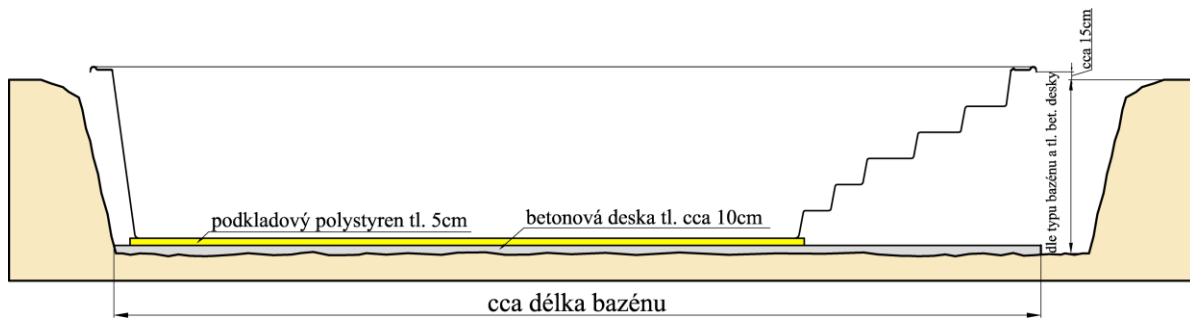 cca 15cm
dle typu bazénu a tl. bet. desky
podkladový polystyren tl. 5cm
betonová deska tl. cca 10cm
cca délka bazénu